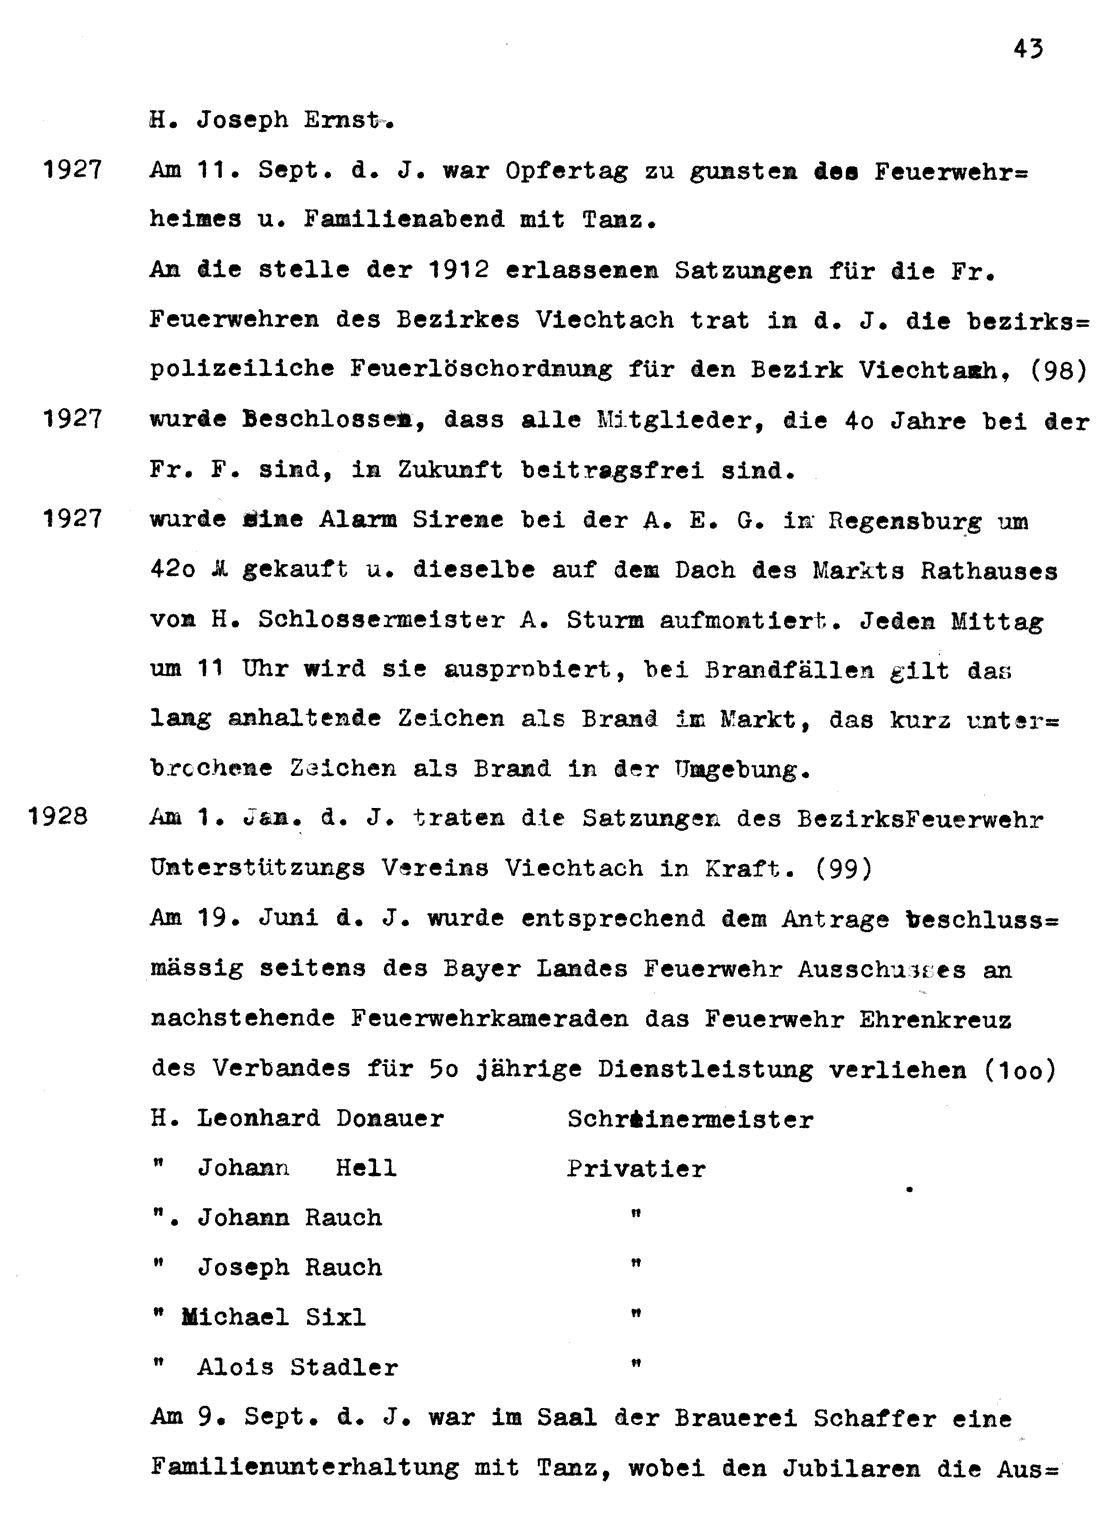 43
H. Joseph Ernst.
1927 Am 11. Sept. d. J. war Opfertag zu gunsten des Feuerwehr=
heimes u. Familienabend mit Tanz.
An die stelle der 1912 erlassenen Satzungen für die Fr.
Feuerwehren des Bezirkes Viechtach trat in d. J. die bezirks=
polizeiliche Feuerlöschordnung für den Bezirk Viechtach, (98)
1927 wurde Beschlossen, dass alle Mitglieder, die 4o Jahre bei der
Fr. F. sind, in Zukunft beitragsfrei sind.
1927 wurde eine Alarm Sirene bei der A. E. G. in Regensburg um
42o M gekauft u. dieselbe auf dem Dach des Markts Rathauses
von H. Schlossermeister A. Sturm aufmontiert. Jeden Mittag
um 11 Uhr wird sie ausprobiert, bei Brandfällen gilt das
lang anhaltende Zeichen als Brand im Markt, das kurz unter=
brochene Zeichen als Brand in der Umgebung.
1928 Am 1. Jan. d. J. traten die Satzungen des BezirksFeuerwehr
Unterstützungs Vereins Viechtach in Kraft. (99)
Am 19. Juni d. J. wurde entsprechend dem Antrage beschluss=
mässig seitens des Bayer Landes Feuerwehr Ausschusses an
nachstehende Feuerwehrkameraden das Feuerwehr Ehrenkreuz
des Verbandes für 5o jährige Dienstleistung verliehen (1oo)
H. Leonhard Donauer Schreinermeister
" Johann Hell Privatier
". Johann Rauch "
" Joseph Rauch "
" Michael Sixl "
" Alois Stadler "
Am 9. Sept. d. J. war im Saal der Brauerei Schaffer eine
Familienunterhaltung mit Tanz, wobei den Jubilaren die Aus=